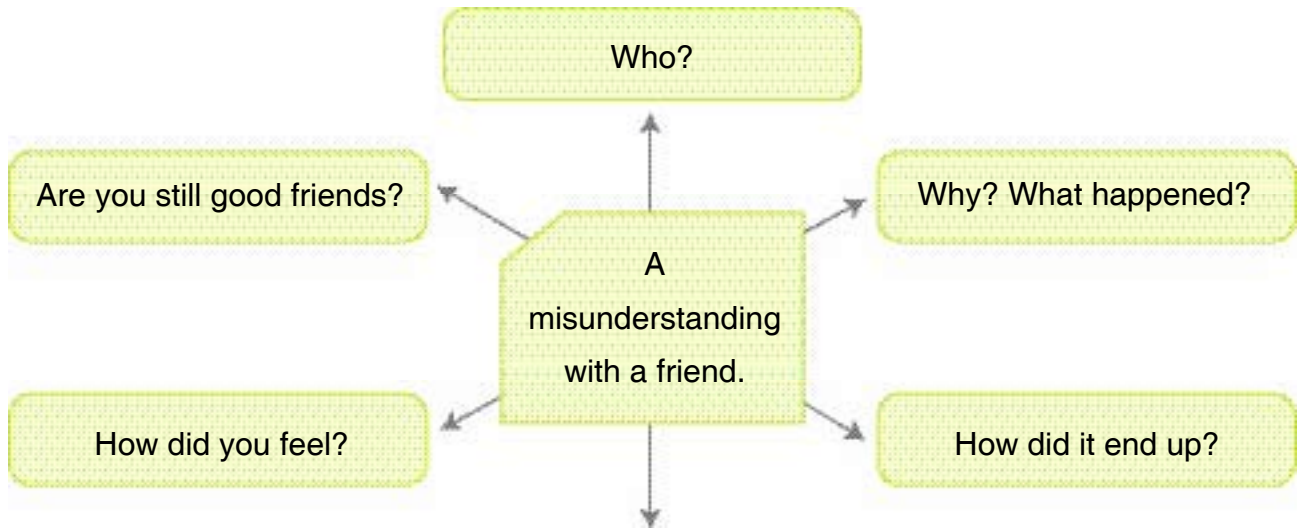 Who?
Are you still good friends?
Why? What happened?
A
misunderstanding
with a friend.
How did you feel?
How did it end up?